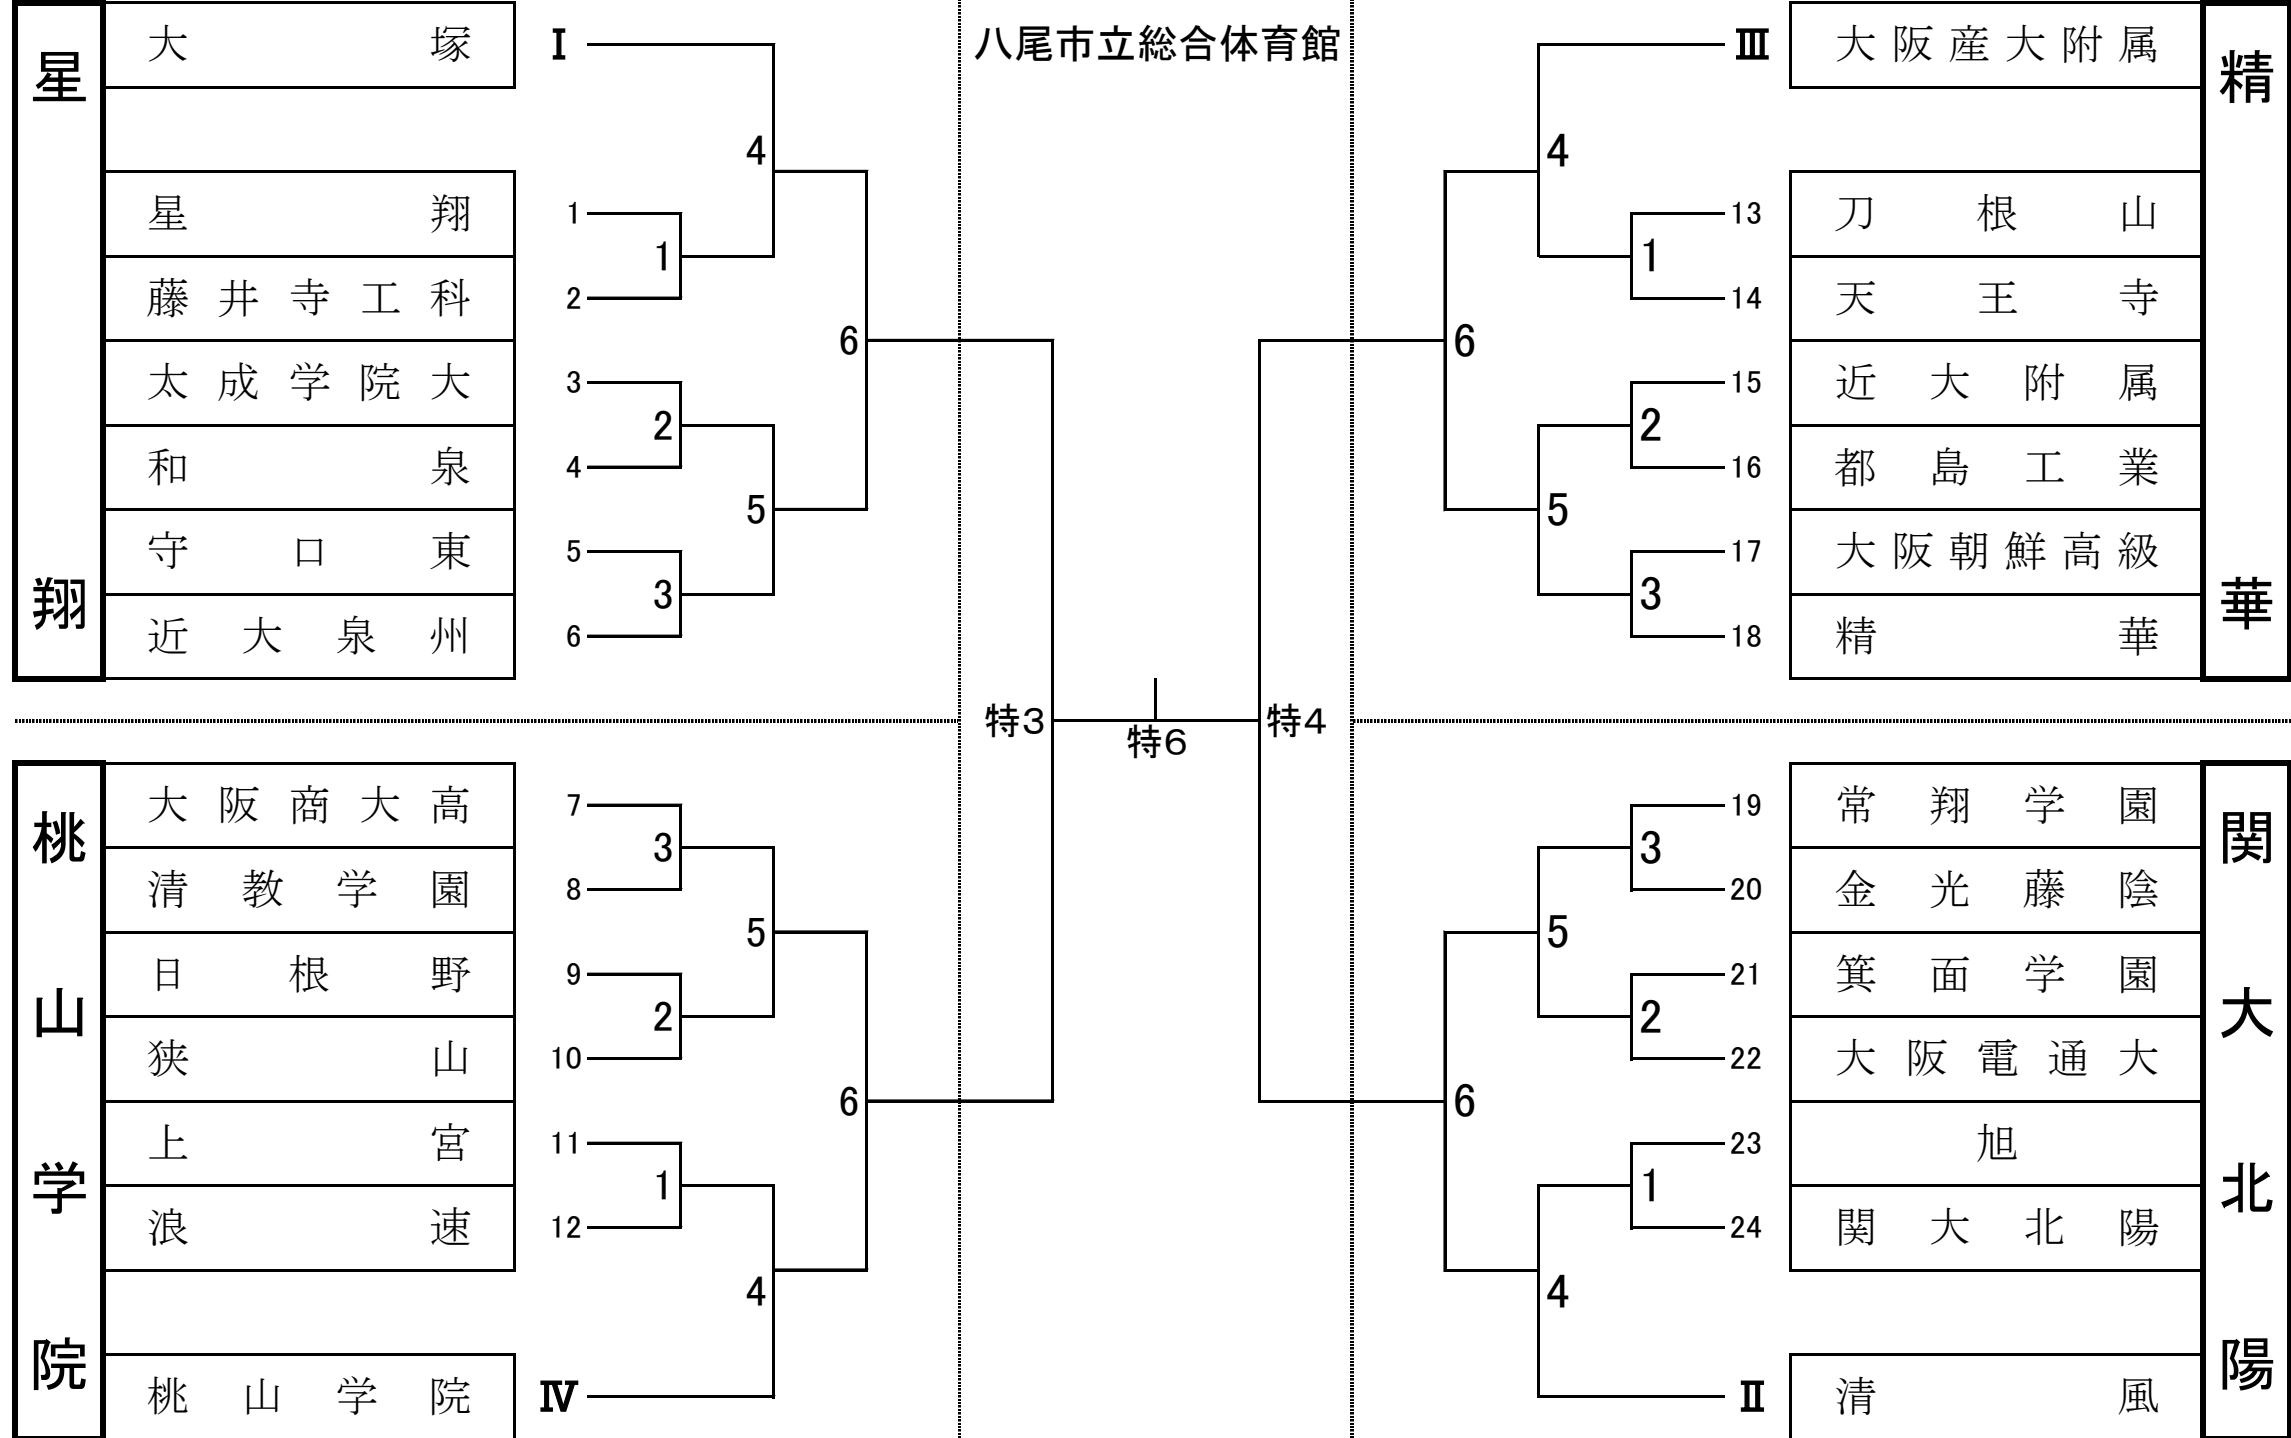 八尾市立総合体育館
星翔
大塚 Ⅰ
星翔 1
藤井寺工科 2
太成学院大 3
和泉 4
守口東 5
近大泉州 6
4
1
6
2
5
3
桃山学院
大阪商大高 7
清教学園 8
日根野 9
狭山 10
上宮 11
浪速 12
桃山学院 Ⅳ
3
5
2
6
1
4
特3
特6
特4
精華
Ⅲ 大阪産大附属
13 刀根山
14 天王寺
15 近大附属
16 都島工業
17 大阪朝鮮高級
18 精華
4
1
6
2
5
3
関大北陽
19 常翔学園
20 金光藤陰
21 箕面学園
22 大阪電通大
23 旭
24 関大北陽
Ⅱ 清風
3
5
2
6
1
4